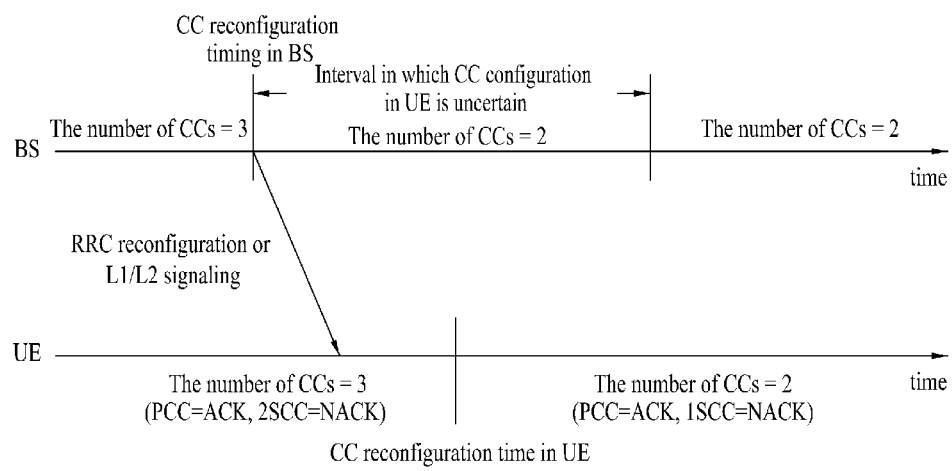 CC reconfiguration
timing in BS
Interval in which CC configuration
in UE is uncertain
The number of CCs = 3
The number of CCs = 2
The number of CCs = 2
BS
time
RRC reconfiguration or
L1/L2 signaling
UE
time
The number of CCs = 3
(PCC=ACK, 2SCC=NACK)
The number of CCs = 2
(PCC=ACK, 1SCC=NACK)
CC reconfiguration time in UE